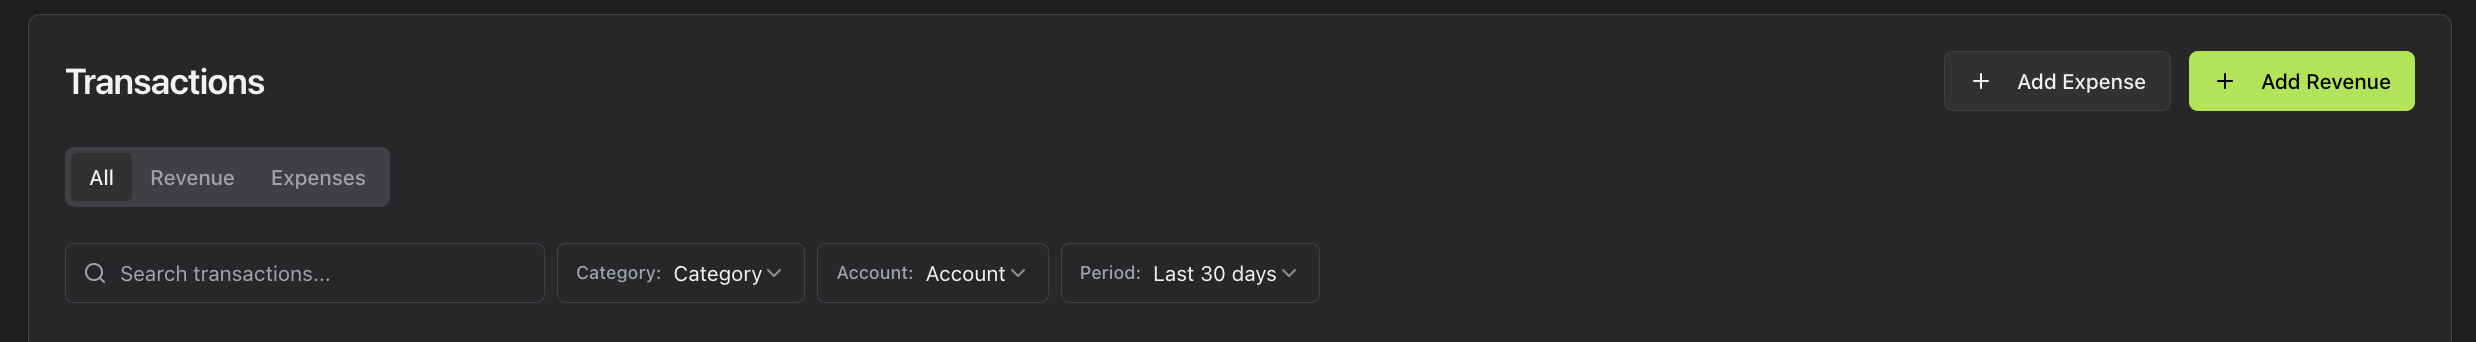 Transactions
Add Expense
Add Revenue
All
Revenue
Expenses
Search transactions...
Category: Category
Account: Account
Period: Last 30 days